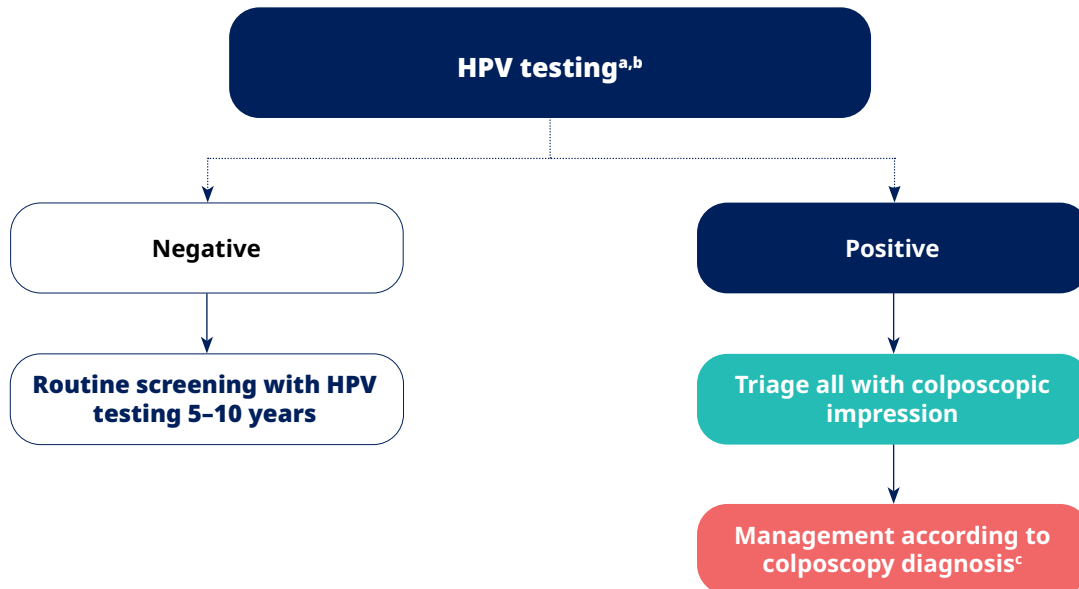 HPV testingᵃ,ᵇ
Negative
Positive
Routine screening with HPV
testing 5–10 years
Triage all with colposcopic
impression
Management according to
colposcopy diagnosisᶜ